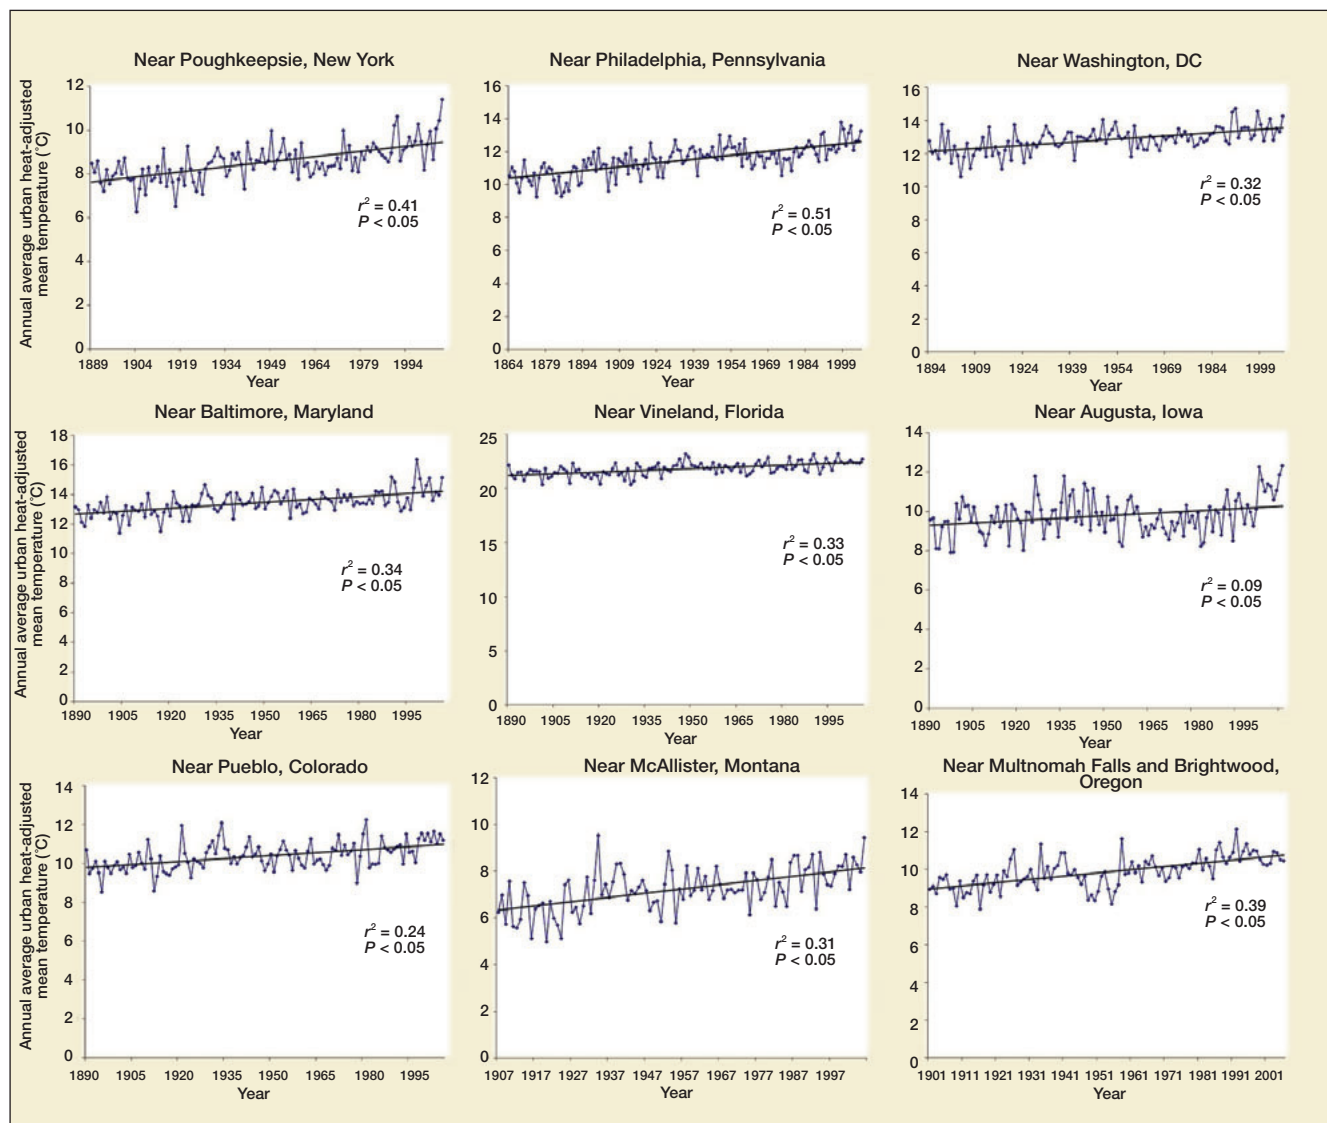 Near Poughkeepsie, New York
Annual average urban heat-adjusted
mean temperature (°C)
12
10
8
6
4
2
0
r² = 0.41
P < 0.05
1889 1904 1919 1934 1949 1964 1979 1994
Year
Near Philadelphia, Pennsylvania
16
14
12
10
8
6
4
2
0
r² = 0.51
P < 0.05
1864 1879 1894 1909 1924 1939 1954 1969 1984 1999
Year
Near Washington, DC
16
14
12
10
8
6
4
2
0
r² = 0.32
P < 0.05
1894 1909 1924 1939 1954 1969 1984 1999
Year
Near Baltimore, Maryland
Annual average urban heat-adjusted
mean temperature (°C)
18
16
14
12
10
8
6
4
2
0
r² = 0.34
P < 0.05
1890 1905 1920 1935 1950 1965 1980 1995
Year
Near Vineland, Florida
25
20
15
10
5
0
r² = 0.33
P < 0.05
1890 1905 1920 1935 1950 1965 1980 1995
Year
Near Augusta, Iowa
14
12
10
8
6
4
2
0
r² = 0.09
P < 0.05
1890 1905 1920 1935 1950 1965 1980 1995
Year
Near Pueblo, Colorado
Annual average urban heat-adjusted
mean temperature (°C)
14
12
10
8
6
4
2
0
r² = 0.24
P < 0.05
1890 1905 1920 1935 1950 1965 1980 1995
Year
Near McAllister, Montana
12
10
8
6
4
2
0
r² = 0.31
P < 0.05
1907 1917 1927 1937 1947 1957 1967 1977 1987 1997
Year
Near Multnomah Falls and Brightwood,
Oregon
14
12
10
8
6
4
2
0
r² = 0.39
P < 0.05
1901 1911 1921 1931 1941 1951 1961 1971 1981 1991 2001
Year